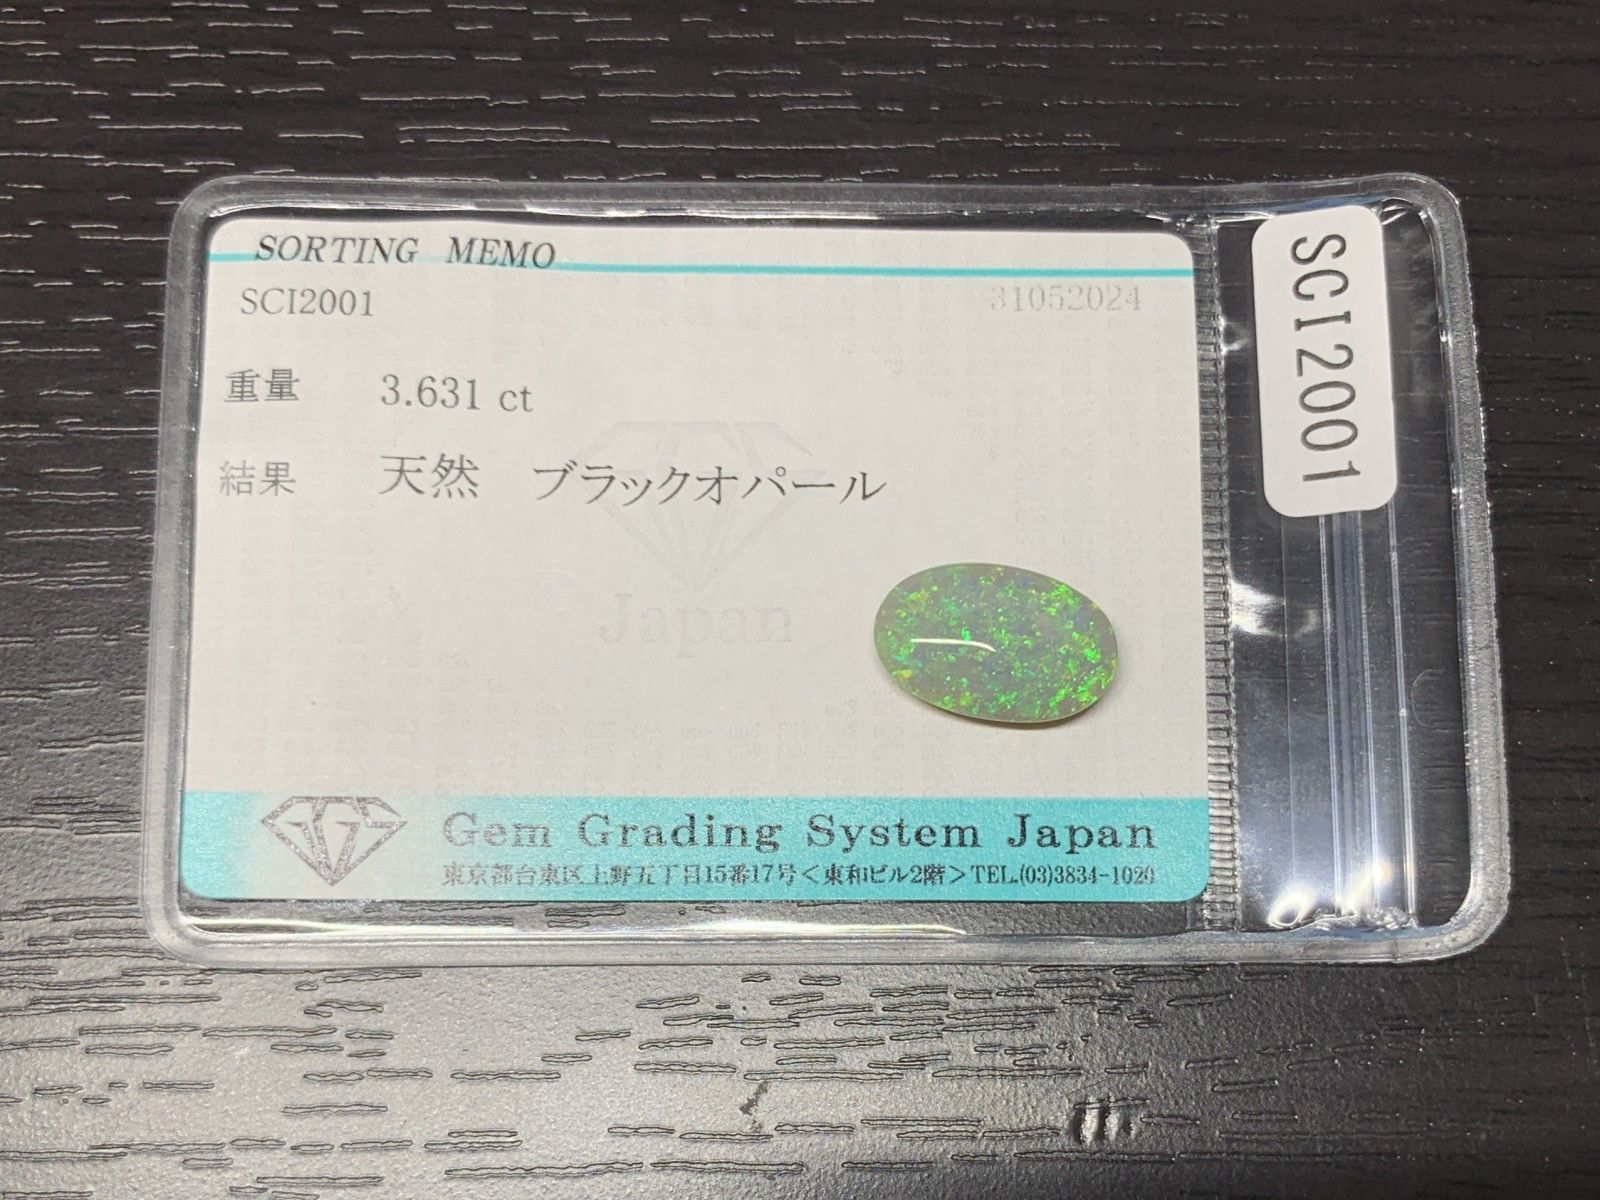 SORTING MEMO
SCI2001
31052024
重量 3.631 ct
結果 天然 ブラックオパール
Japan
Gem Grading System Japan
東京都台東区上野五丁目15番17号<東和ビル2階>TEL.(03)3834-1020
SCI2001